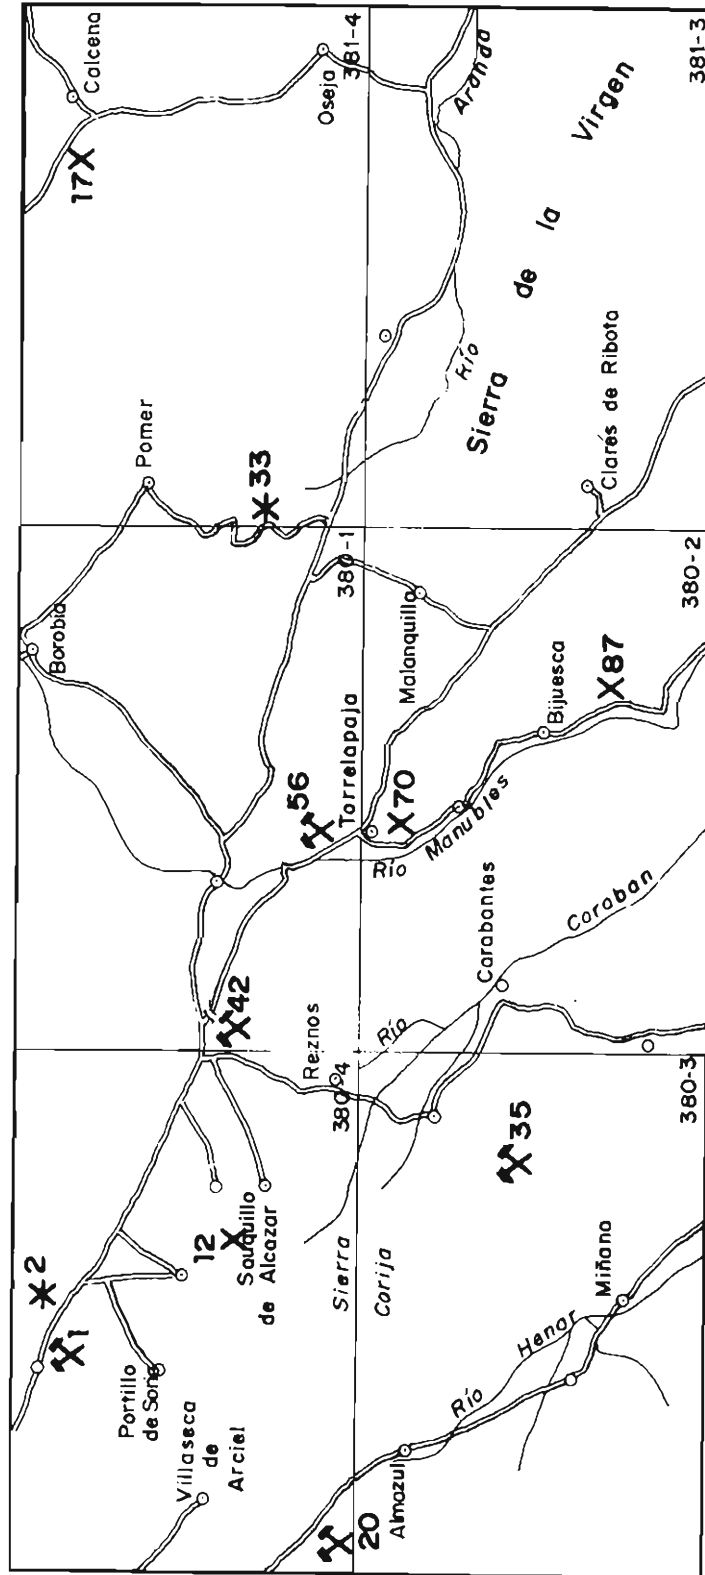 Calcena
17
Oseja
381-4
Aranda
381-3
Sierra de la Virgen
Río
Pomer
33
Clarés de Ribota
Borobia
380-1
Malanquilla
380-2
Torrelapaja
56
70
Bijuesca
87
Río Manubles
Carabantes
Río Caraban
42
Reznos
380-4
35
380-3
2
1
12
Sauquillo
de Alcazar
Sierra
Corija
Portillo
de Soria
Villaseca
de
Arciel
Río Henar
Miñana
Almazul
20